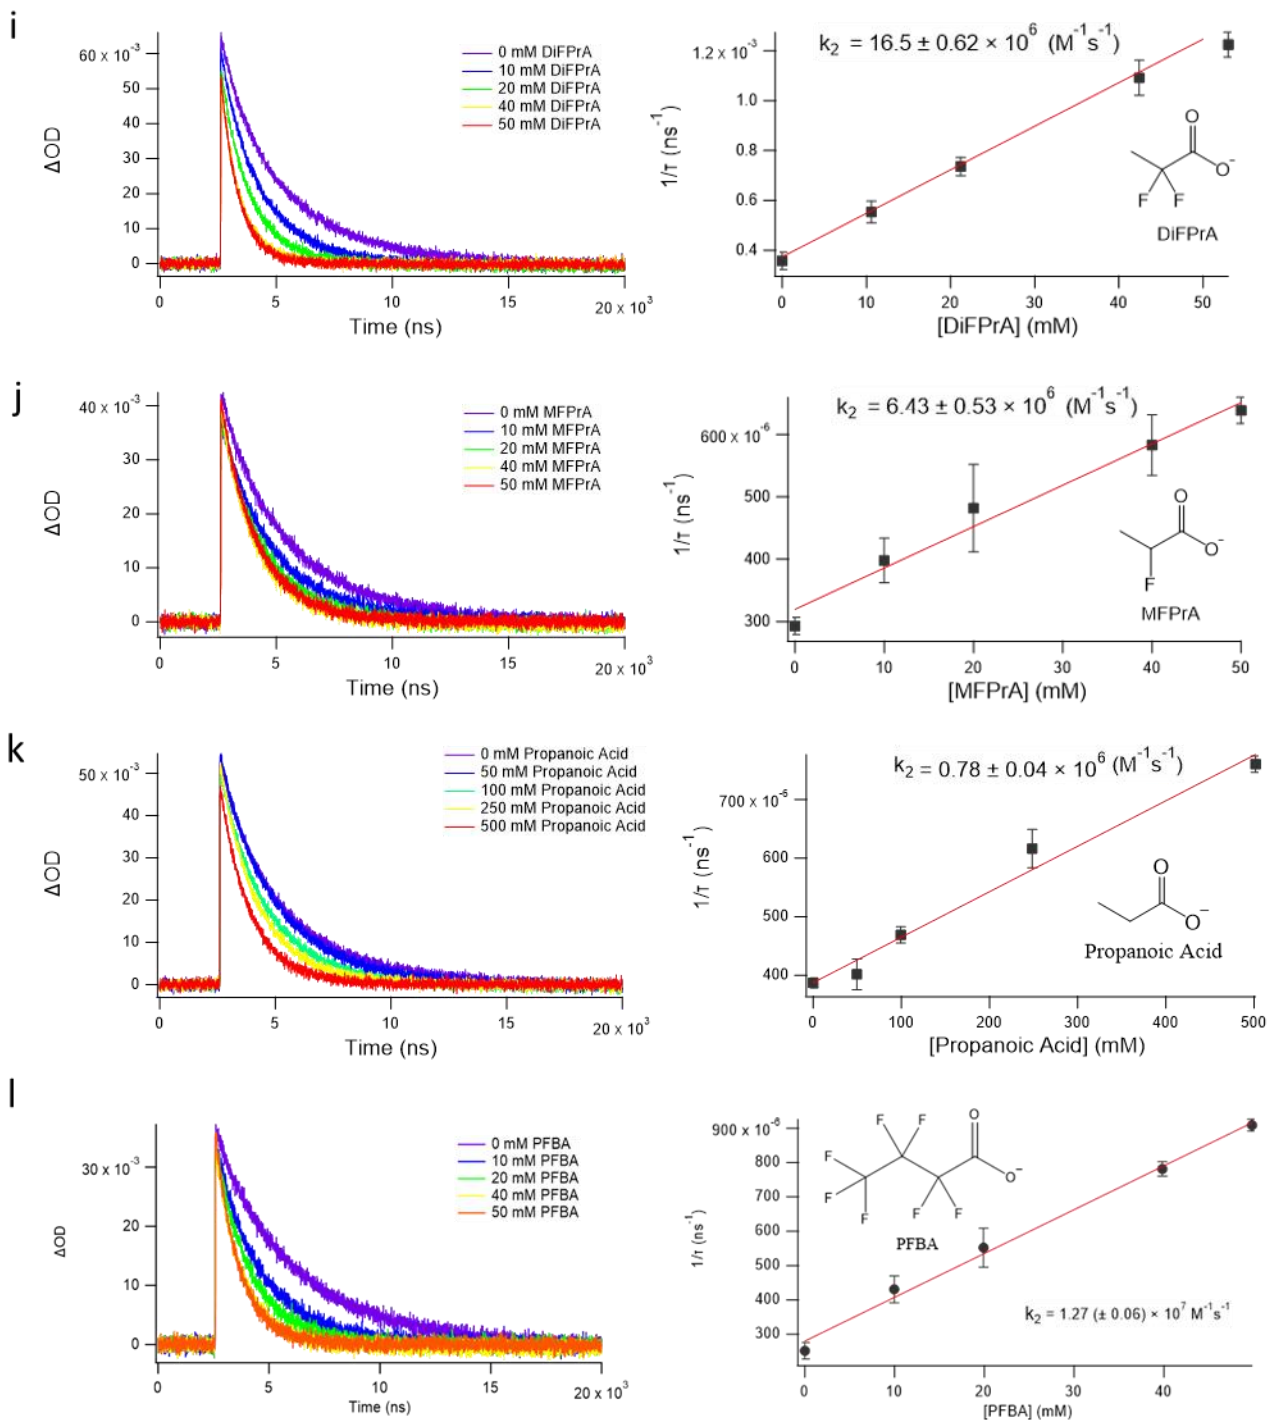 i
60 x 10⁻³
50
40
30
20
10
0
ΔOD
0 mM DiFPrA
10 mM DiFPrA
20 mM DiFPrA
40 mM DiFPrA
50 mM DiFPrA
0
5
10
15
20 x 10³
Time (ns)
k₂ = 16.5 ± 0.62 × 10⁶ (M⁻¹s⁻¹)
1.2 x 10⁻³
1.0
0.8
0.6
0.4
1/τ (ns⁻¹)
O
O⁻
F F
DiFPrA
0
10
20
30
40
50
[DiFPrA] (mM)
j
40 x 10⁻³
30
20
10
0
ΔOD
0 mM MFPrA
10 mM MFPrA
20 mM MFPrA
40 mM MFPrA
50 mM MFPrA
0
5
10
15
20 x 10³
Time (ns)
k₂ = 6.43 ± 0.53 × 10⁶ (M⁻¹s⁻¹)
600 x 10⁻⁶
500
400
300
1/τ (ns⁻¹)
O
O⁻
F
MFPrA
0
10
20
30
40
50
[MFPrA] (mM)
k
50 x 10⁻³
40
30
20
10
0
ΔOD
0 mM Propanoic Acid
50 mM Propanoic Acid
100 mM Propanoic Acid
250 mM Propanoic Acid
500 mM Propanoic Acid
0
5
10
15
20 x 10³
Time (ns)
k₂ = 0.78 ± 0.04 × 10⁶ (M⁻¹s⁻¹)
700 x 10⁻⁶
600
500
400
1/τ (ns⁻¹)
O
O⁻
Propanoic Acid
0
100
200
300
400
500
[Propanoic Acid] (mM)
l
30 x 10⁻³
20
10
0
ΔOD
0 mM PFBA
10 mM PFBA
20 mM PFBA
40 mM PFBA
50 mM PFBA
0
5
10
15
20 x 10³
Time (ns)
900 x 10⁻⁶
800
700
600
500
400
300
1/τ (ns⁻¹)
F F O
F
O⁻
F
F F F
PFBA
k₂ = 1.27 (± 0.06) × 10⁷ M⁻¹s⁻¹
0
10
20
30
40
[PFBA] (mM)